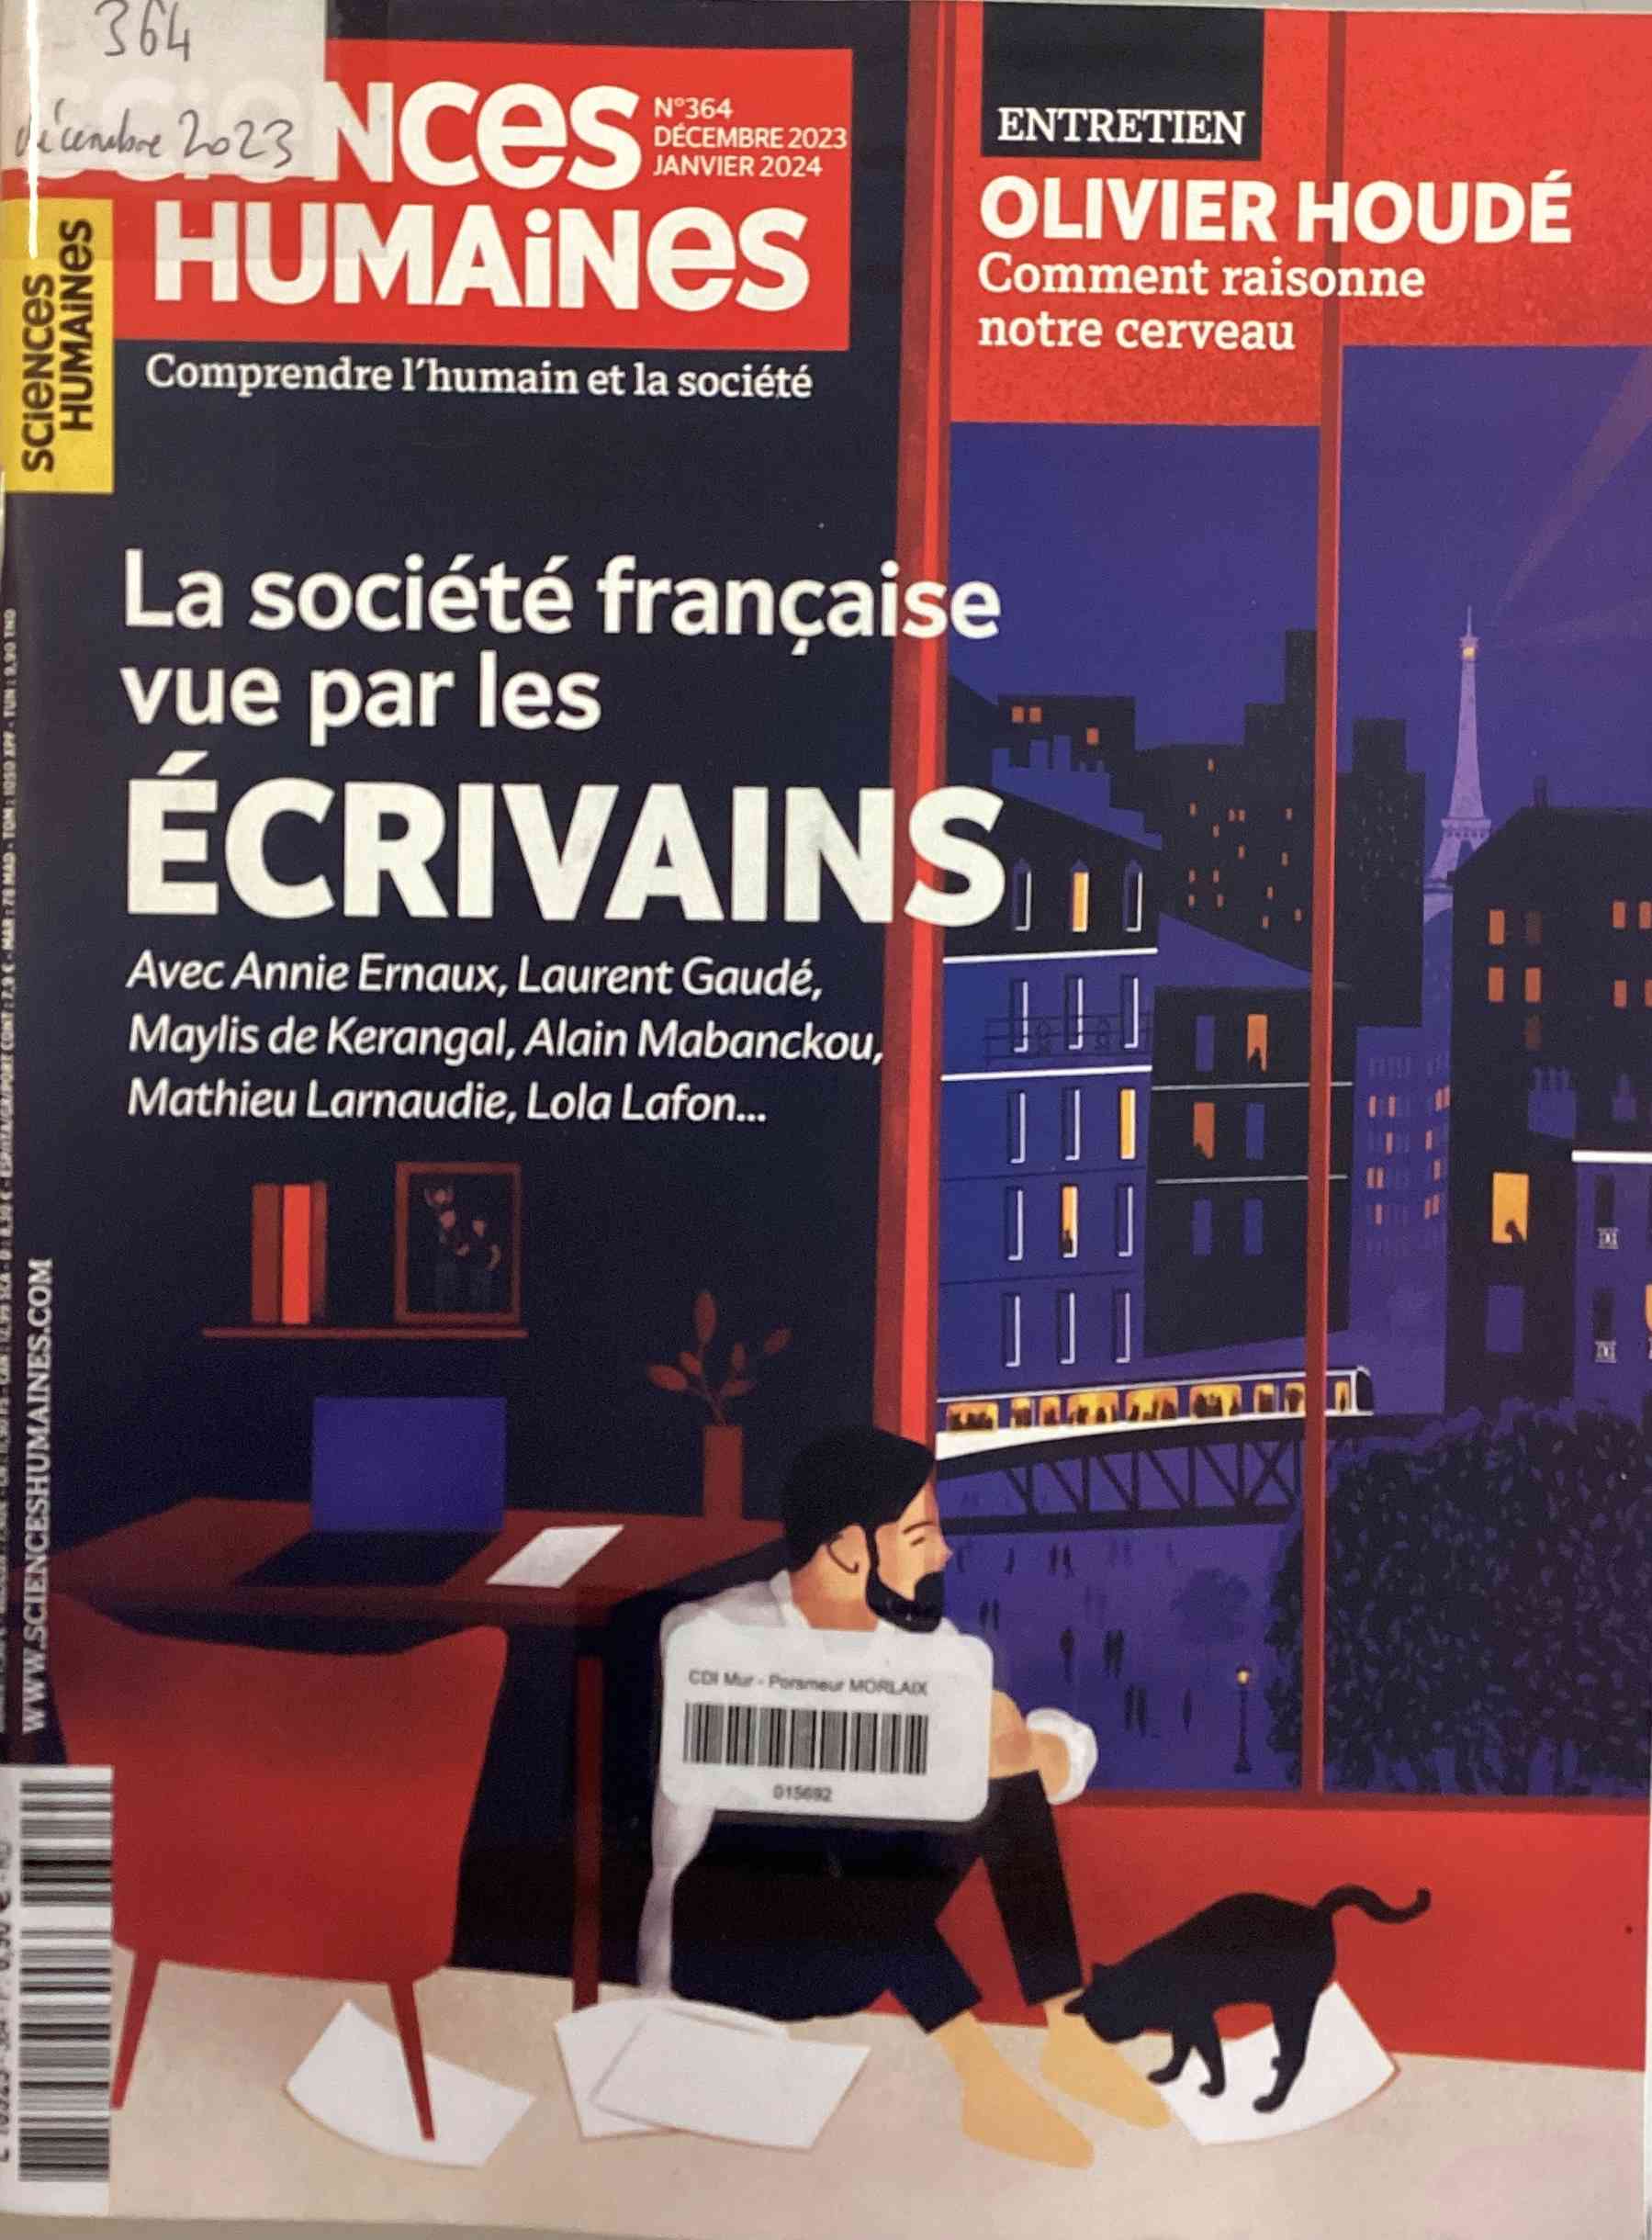 364
décembre 2023
SCIENCES
HUMAINES
N°364
DÉCEMBRE 2023
JANVIER 2024
Comprendre l'humain et la société
SCIENCES
HUMAINES
ENTRETIEN
OLIVIER HOUDÉ
Comment raisonne
notre cerveau
La société française
vue par les
ÉCRIVAINS
Avec Annie Ernaux, Laurent Gaudé,
Maylis de Kerangal, Alain Mabanckou,
Mathieu Larnaudie, Lola Lafon...
WWW.SCIENCESHUMAINES.COM
CDI Mur - Porsmeur MORLAIX
015692